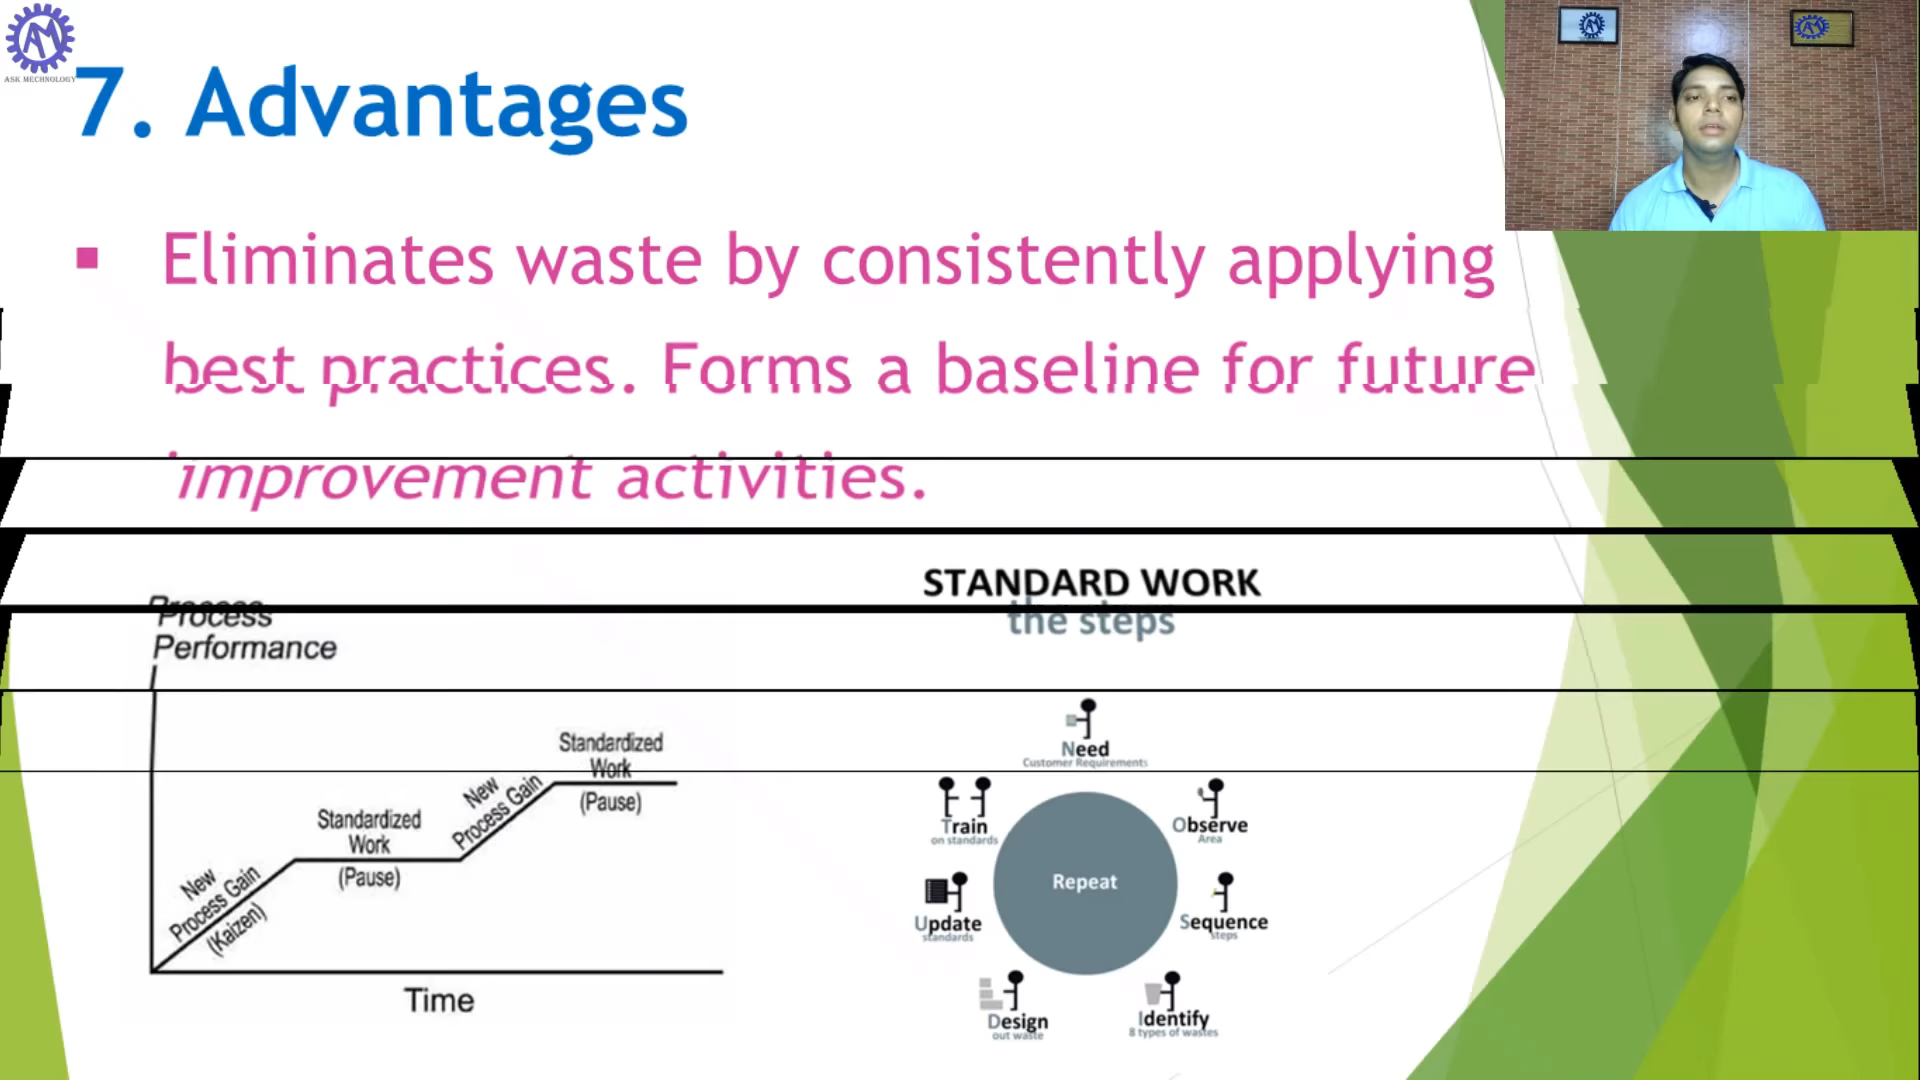 ASK MECHNOLOGY
7. Advantages
▪ Eliminates waste by consistently applying
best practices. Forms a baseline for future
improvement activities.
Process
Performance
New
Process Gain
(Kaizen)
Standardized
Work
(Pause)
New
Process Gain
Standardized
Work
(Pause)
Time
STANDARD WORK
the steps
Need
Customer Requirements
Observe
Area
Sequence
steps
Identify
8 types of wastes
Design
out waste
Update
standards
Train
on standards
Repeat